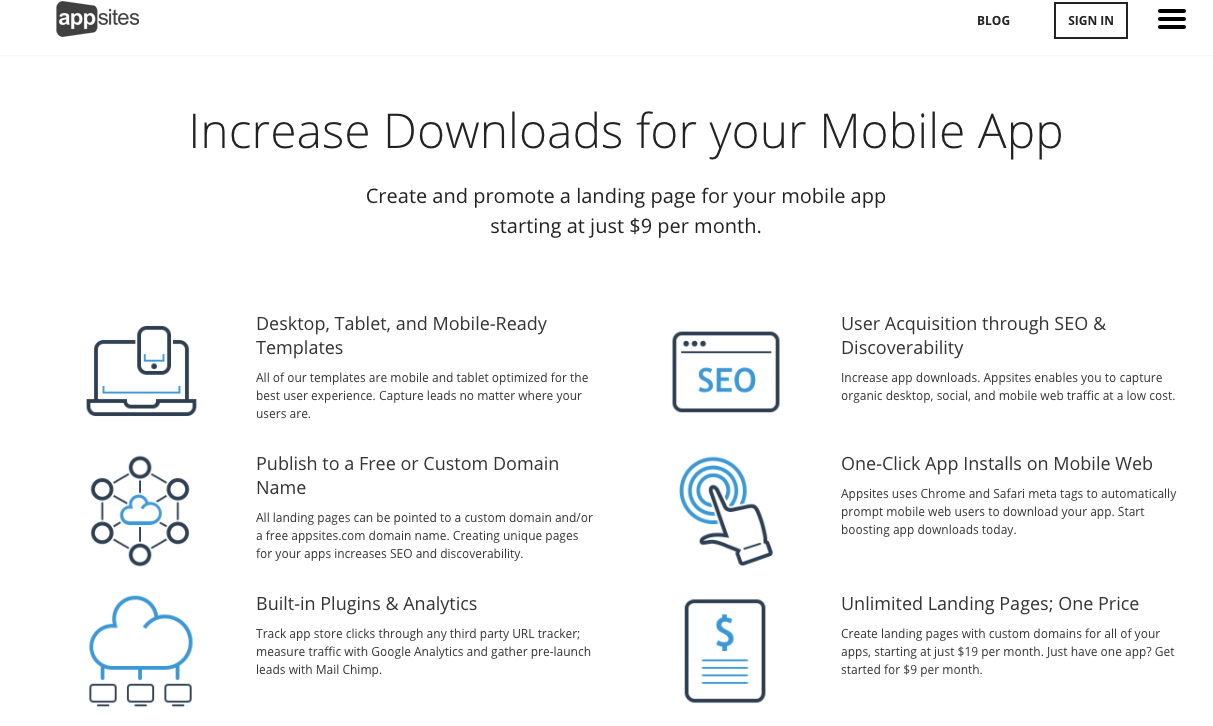 appsites
BLOG
SIGN IN
Increase Downloads for your Mobile App
Create and promote a landing page for your mobile app
starting at just $9 per month.
Desktop, Tablet, and Mobile-Ready
Templates
All of our templates are mobile and tablet optimized for the
best user experience. Capture leads no matter where your
users are.
SEO
User Acquisition through SEO &
Discoverability
Increase app downloads. Appsites enables you to capture
organic desktop, social, and mobile web traffic at a low cost.
Publish to a Free or Custom Domain
Name
All landing pages can be pointed to a custom domain and/or
a free appsites.com domain name. Creating unique pages
for your apps increases SEO and discoverability.
One-Click App Installs on Mobile Web
Appsites uses Chrome and Safari meta tags to automatically
prompt mobile web users to download your app. Start
boosting app downloads today.
Built-in Plugins & Analytics
Track app store clicks through any third party URL tracker;
measure traffic with Google Analytics and gather pre-launch
leads with Mail Chimp.
$
Unlimited Landing Pages; One Price
Create landing pages with custom domains for all of your
apps, starting at just $19 per month. Just have one app? Get
started for $9 per month.